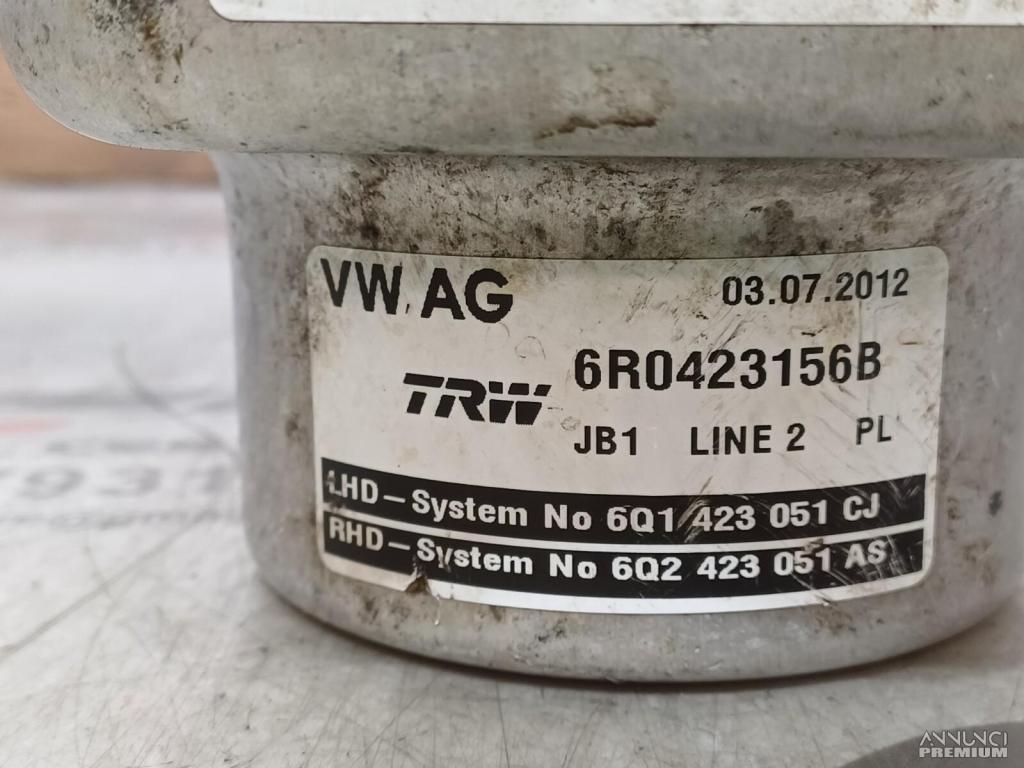 VW AG
03.07.2012
TRW
6R0423156B
JB1 LINE 2 PL
LHD-System No 6Q1 423 051 CJ
RHD-System No 6Q2 423 051 AS
ANNUNCI
PREMIUM